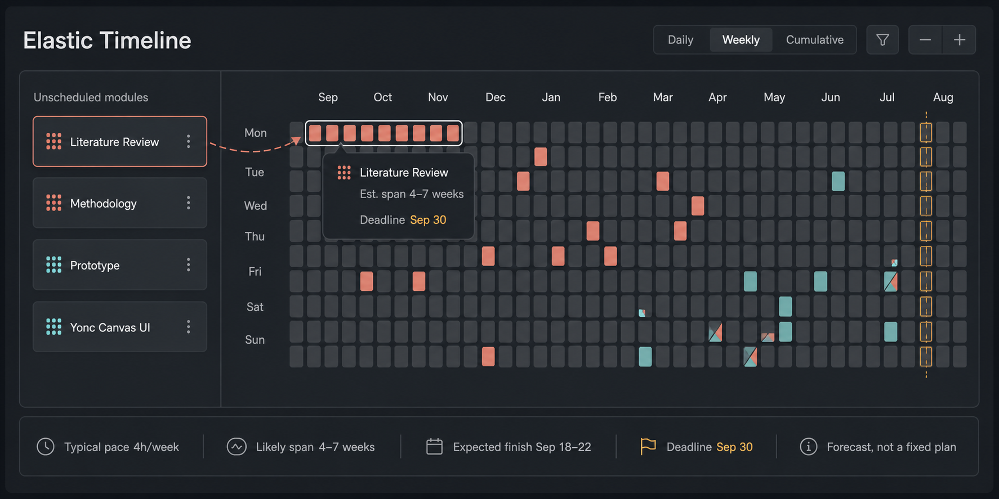 Elastic Timeline
Daily
Weekly
Cumulative
Unscheduled modules
Literature Review
Methodology
Prototype
Yonc Canvas UI
Sep Oct Nov Dec Jan Feb Mar Apr May Jun Jul Aug
Mon
Tue
Wed
Thu
Fri
Sat
Sun
Literature Review
Est. span 4–7 weeks
Deadline Sep 30
Typical pace 4h/week
Likely span 4–7 weeks
Expected finish Sep 18–22
Deadline Sep 30
Forecast, not a fixed plan